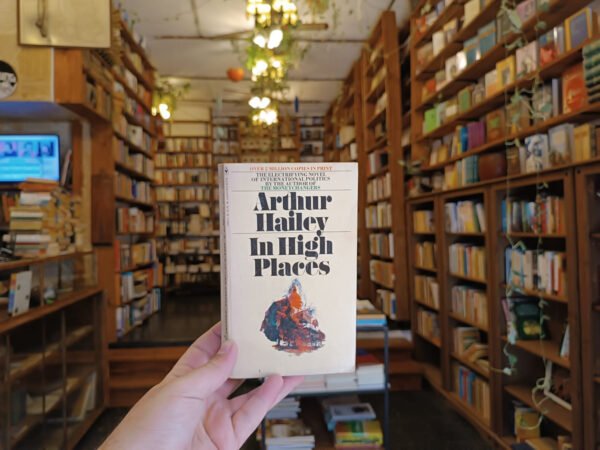 OVER 2 MILLION COPIES IN PRINT
THE ELECTRIFYING NOVEL
OF INTERNATIONAL POLITICS
BY THE AUTHOR OF
THE MONEYCHANGERS
Arthur
Hailey
In High
Places